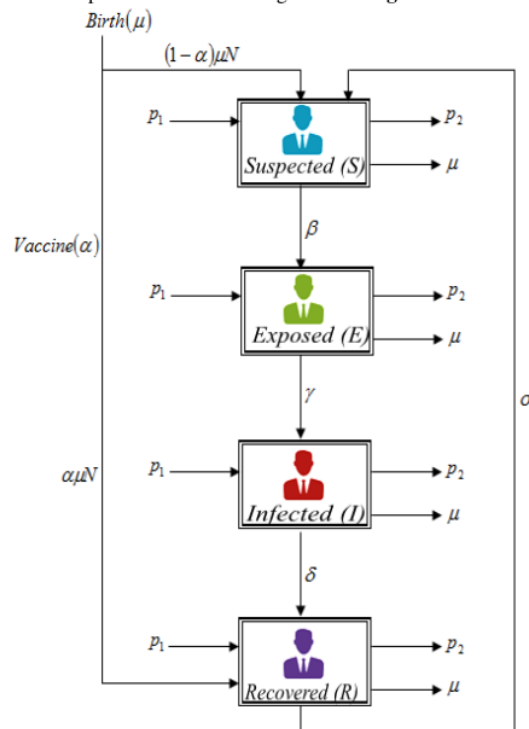 Birth(μ)
(1-α)μN
p₁
p₂
Suspected (S)
μ
β
Vaccine(α)
p₁
p₂
Exposed (E)
μ
γ
αμN
p₁
p₂
Infected (I)
μ
δ
p₁
p₂
Recovered (R)
μ